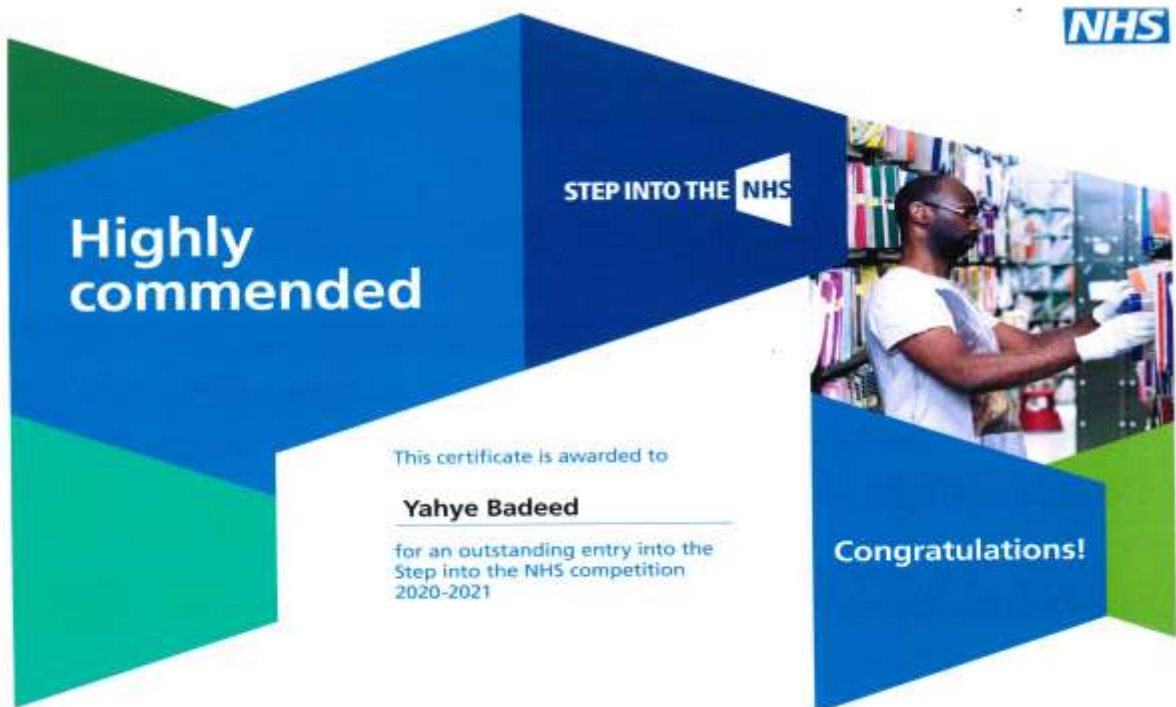 NHS
STEP INTO THE NHS
Highly
commended
This certificate is awarded to
Yahye Badeed
for an outstanding entry into the
Step into the NHS competition
2020-2021
Congratulations!